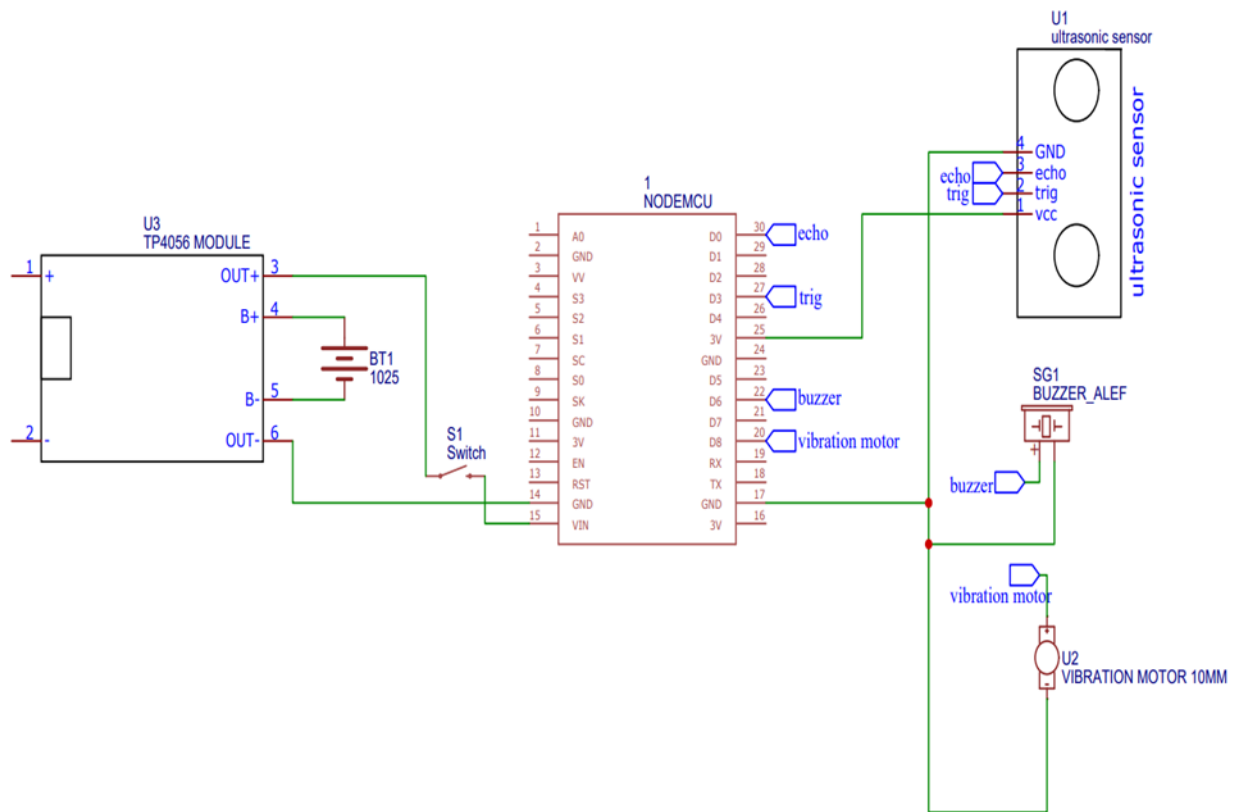 U1
ultrasonic sensor
ultrasonic sensor
4 GND
3 echo
2 trig
1 vcc
echo
trig
1
NODEMCU
1 A0
2 GND
3 VV
4 S3
5 S2
6 S1
7 SC
8 S0
9 SK
10 GND
11 3V
12 EN
13 RST
14 GND
15 VIN
D0 30 echo
D1 29
D2 28
D3 27 trig
D4 26
3V 25
GND 24
D5 23
D6 22 buzzer
D7 21
D8 20 vibration motor
RX 19
TX 18
GND 17
3V 16
U3
TP4056 MODULE
1 +
2 -
OUT+ 3
B+ 4
B- 5
OUT- 6
BT1
1025
S1
Switch
SG1
BUZZER_ALEF
+
buzzer
vibration motor
+
-
U2
VIBRATION MOTOR 10MM